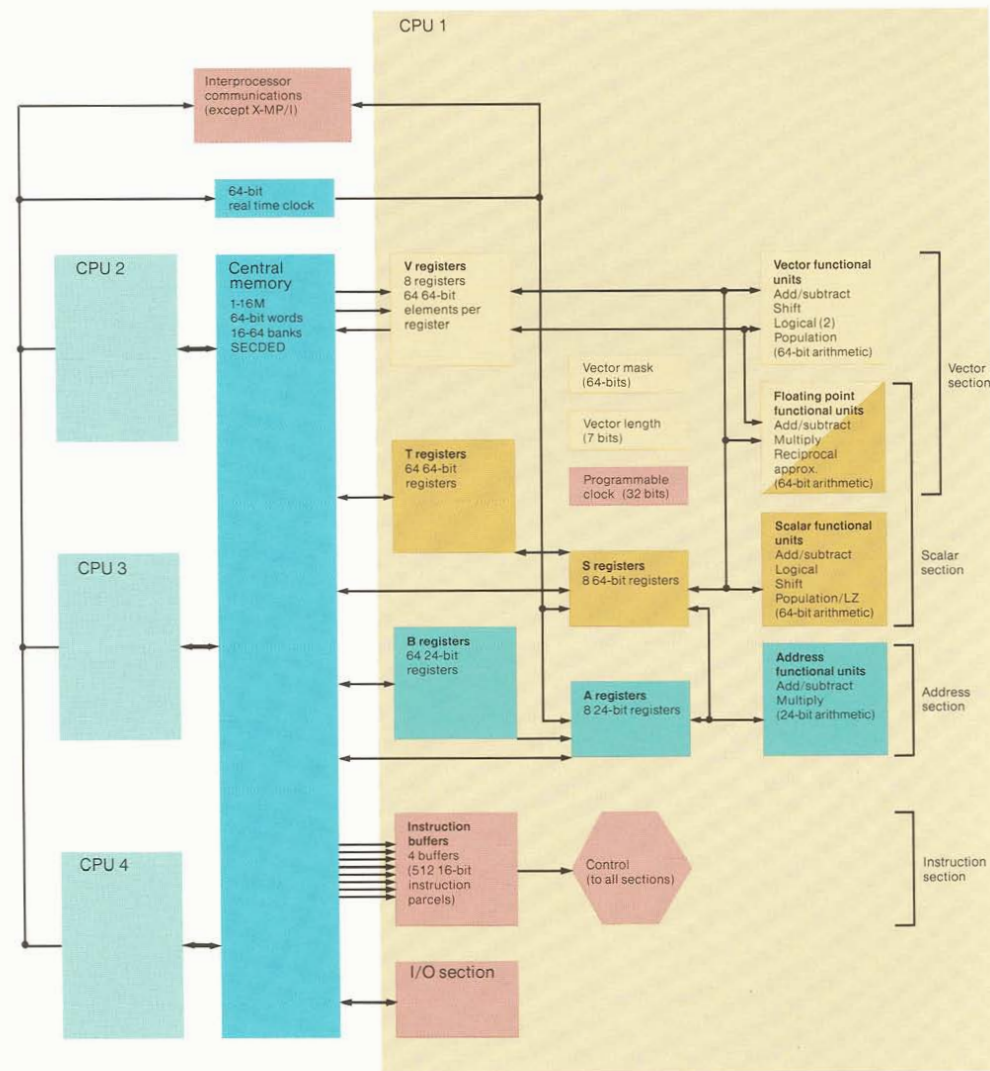 CPU 1
Interprocessor
communications
(except X-MP/I)
64-bit
real time clock
CPU 2
Central
memory
1-16M
64-bit words
16-64 banks
SECDED
V registers
8 registers
64 64-bit
elements per
register
Vector functional
units
Add/subtract
Shift
Logical (2)
Population
(64-bit arithmetic)
Vector
section
Vector mask
(64-bits)
Vector length
(7 bits)
Programmable
clock (32 bits)
Floating point
functional units
Add/subtract
Multiply
Reciprocal
approx.
(64-bit arithmetic)
T registers
64 64-bit
registers
CPU 3
S registers
8 64-bit registers
Scalar functional
units
Add/subtract
Logical
Shift
Population/LZ
(64-bit arithmetic)
Scalar
section
B registers
64 24-bit
registers
A registers
8 24-bit registers
Address
functional units
Add/subtract
Multiply
(24-bit arithmetic)
Address
section
CPU 4
Instruction
buffers
4 buffers
(512 16-bit
instruction
parcels)
Control
(to all sections)
Instruction
section
I/O section